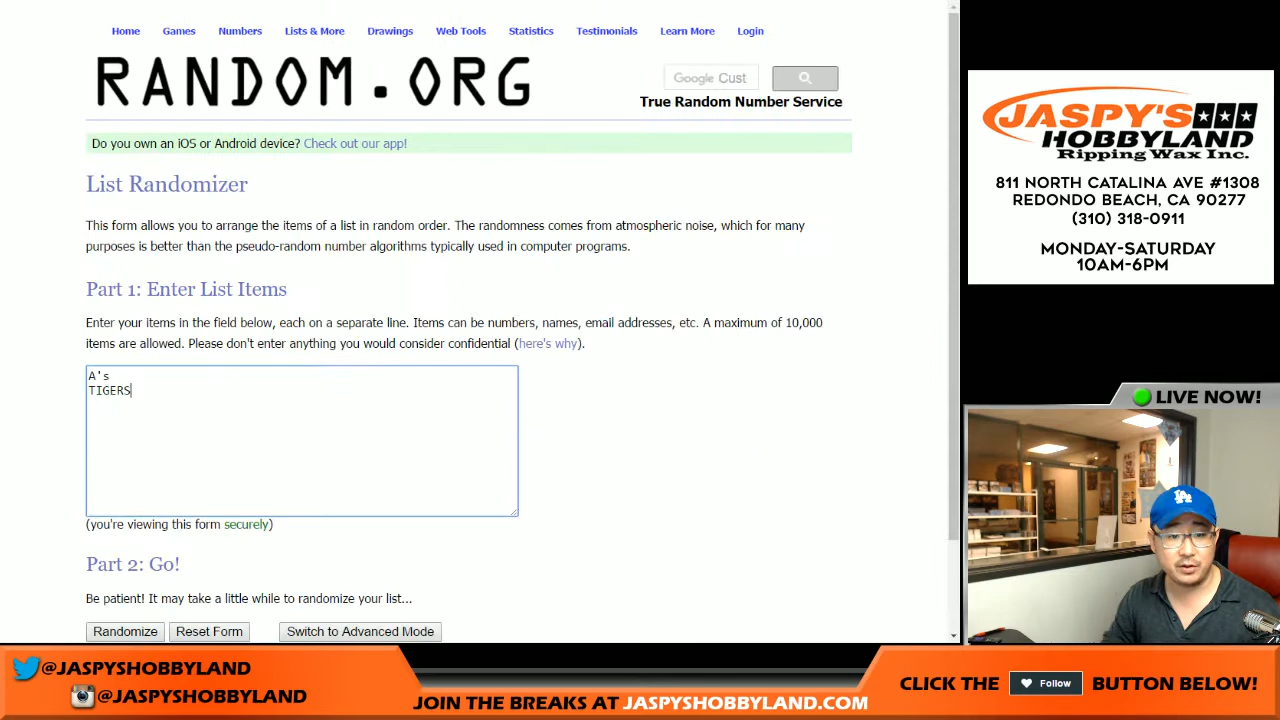 Home Games Numbers Lists & More Drawings Web Tools Statistics Testimonials Learn More Login
RANDOM.ORG
Google Cust
True Random Number Service
Do you own an iOS or Android device? Check out our app!
List Randomizer
This form allows you to arrange the items of a list in random order. The randomness comes from atmospheric noise, which for many
purposes is better than the pseudo-random number algorithms typically used in computer programs.
Part 1: Enter List Items
Enter your items in the field below, each on a separate line. Items can be numbers, names, email addresses, etc. A maximum of 10,000
items are allowed. Please don't enter anything you would consider confidential (here's why).
A's
TIGERS
(you're viewing this form securely)
Part 2: Go!
Be patient! It may take a little while to randomize your list...
Randomize Reset Form Switch to Advanced Mode
JASPY'S
HOBBYLAND
Ripping Wax Inc.
811 NORTH CATALINA AVE #1308
REDONDO BEACH, CA 90277
(310) 318-0911
MONDAY-SATURDAY
10AM-6PM
LIVE NOW!
LA
@JASPYSHOBBYLAND
@JASPYSHOBBYLAND
JOIN THE BREAKS AT JASPYSHOBBYLAND.COM
CLICK THE Follow BUTTON BELOW!